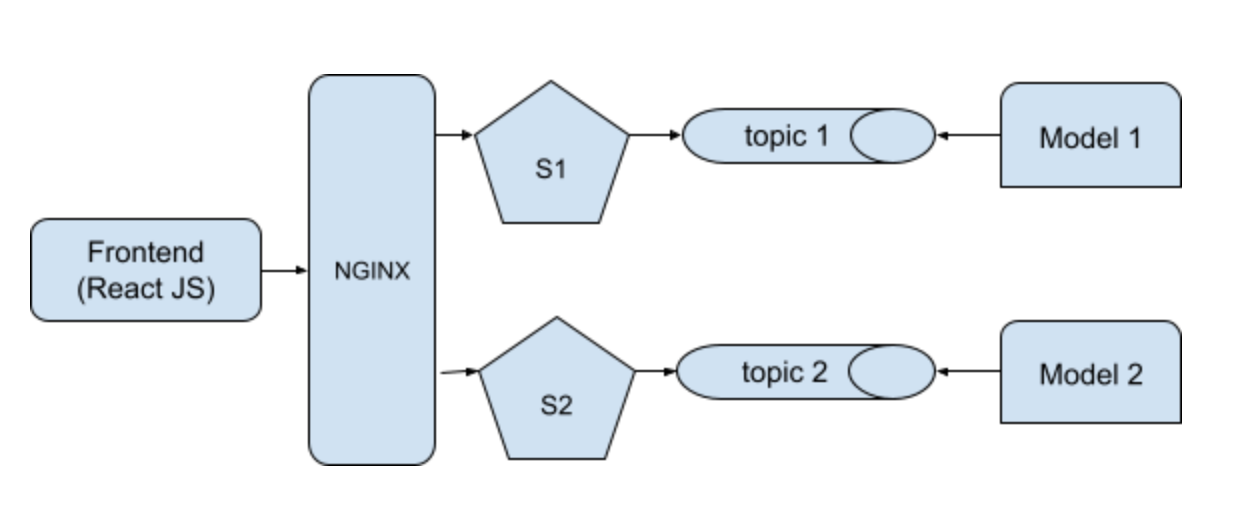 Frontend
(React JS)
NGINX
S1
topic 1
Model 1
S2
topic 2
Model 2